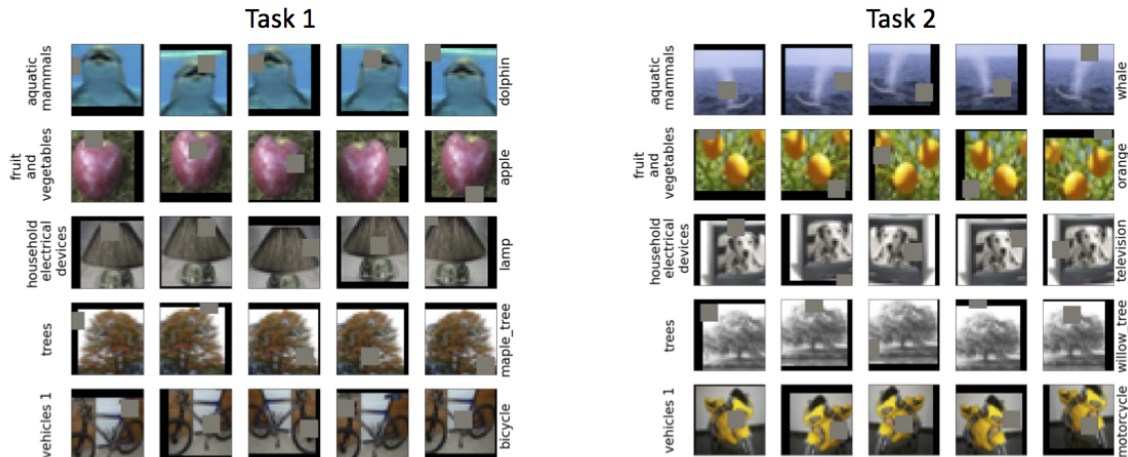 Task 1
aquatic
mammals
dolphin
fruit
and
vegetables
apple
household
electrical
devices
lamp
trees
maple_tree
vehicles 1
bicycle
Task 2
aquatic
mammals
whale
fruit
and
vegetables
orange
household
electrical
devices
television
trees
willow_tree
vehicles 1
motorcycle